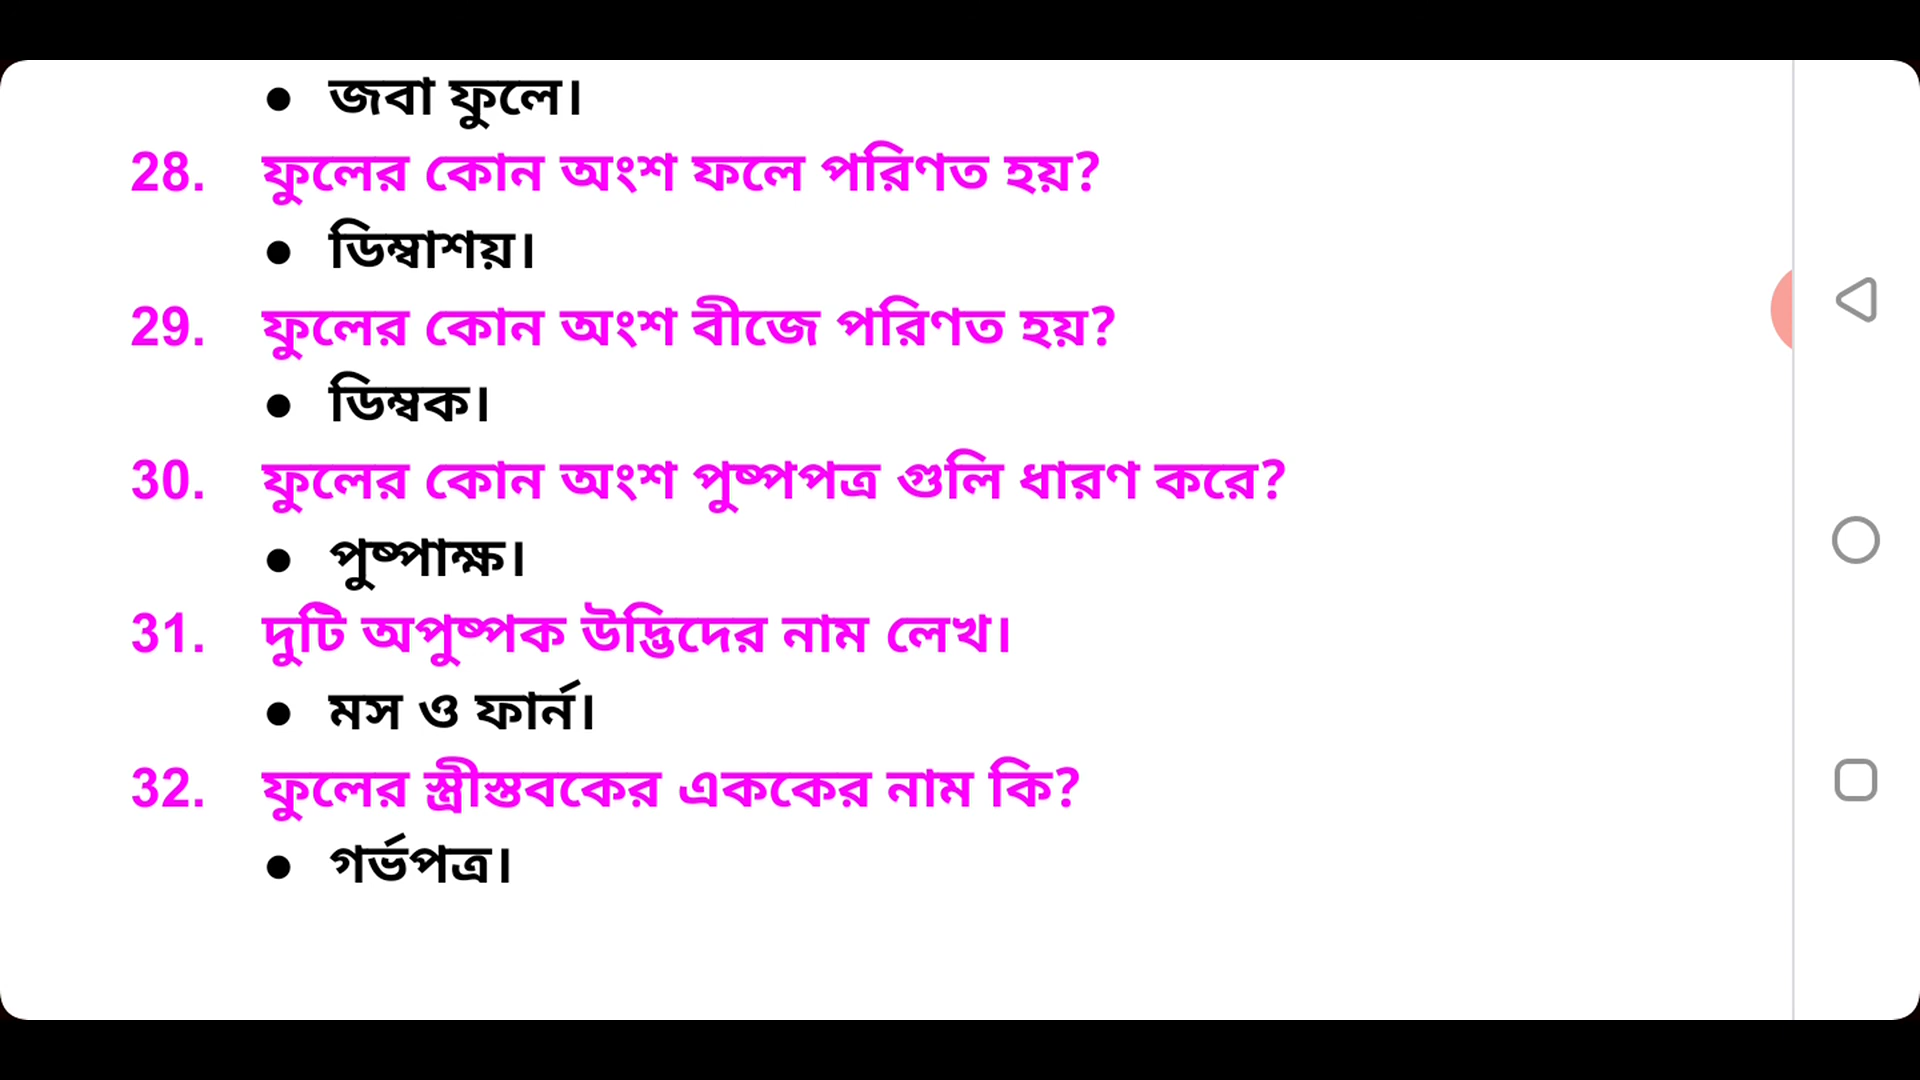 ● জবা ফুলে।
28. ফুলের কোন অংশ ফলে পরিণত হয়?
● ডিম্বাশয়।
29. ফুলের কোন অংশ বীজে পরিণত হয়?
● ডিম্বক।
30. ফুলের কোন অংশ পুষ্পপত্র গুলি ধারণ করে?
● পুষ্পাক্ষ।
31. দুটি অপুষ্পক উদ্ভিদের নাম লেখ।
● মস ও ফার্ন।
32. ফুলের স্ত্রীস্তবকের এককের নাম কি?
● গর্ভপত্র।